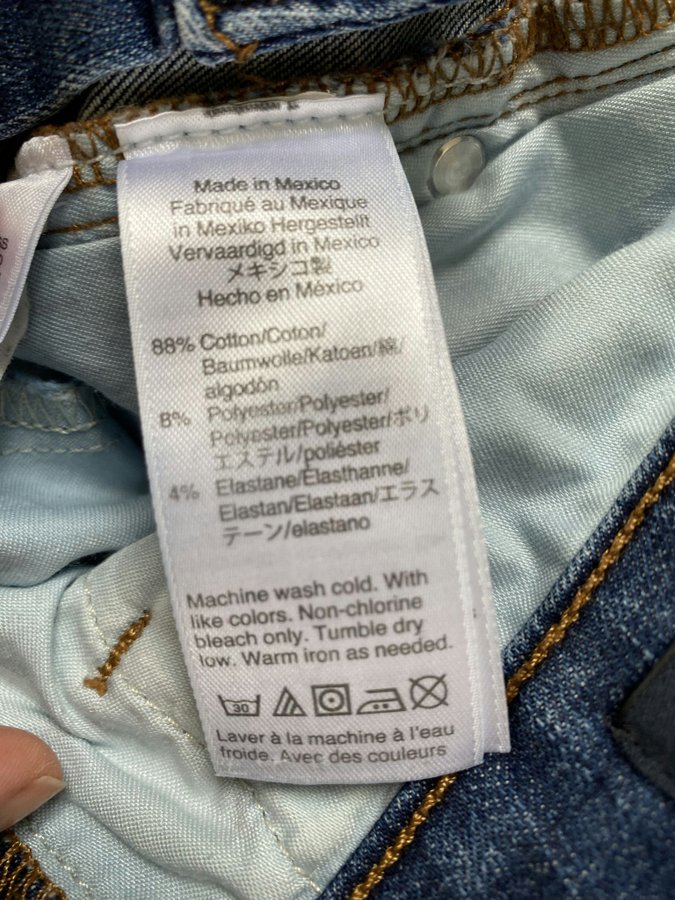 Made in Mexico
Fabriqué au Mexique
in Mexiko Hergestellt
Vervaardigd in Mexico
メキシコ製
Hecho en México
88% Cotton/Coton/
Baumwolle/Katoen/綿/
algodón
8% Polyester/Polyester/
Polyester/Polyester/ポリ
エステル/poliéster
4% Elastane/Elasthanne/
Elastan/Elastaan/エラス
テーン/elastano
Machine wash cold. With
like colors. Non-chlorine
bleach only. Tumble dry
low. Warm iron as needed.
30
Laver à la machine à l'eau
froide. Avec des couleurs